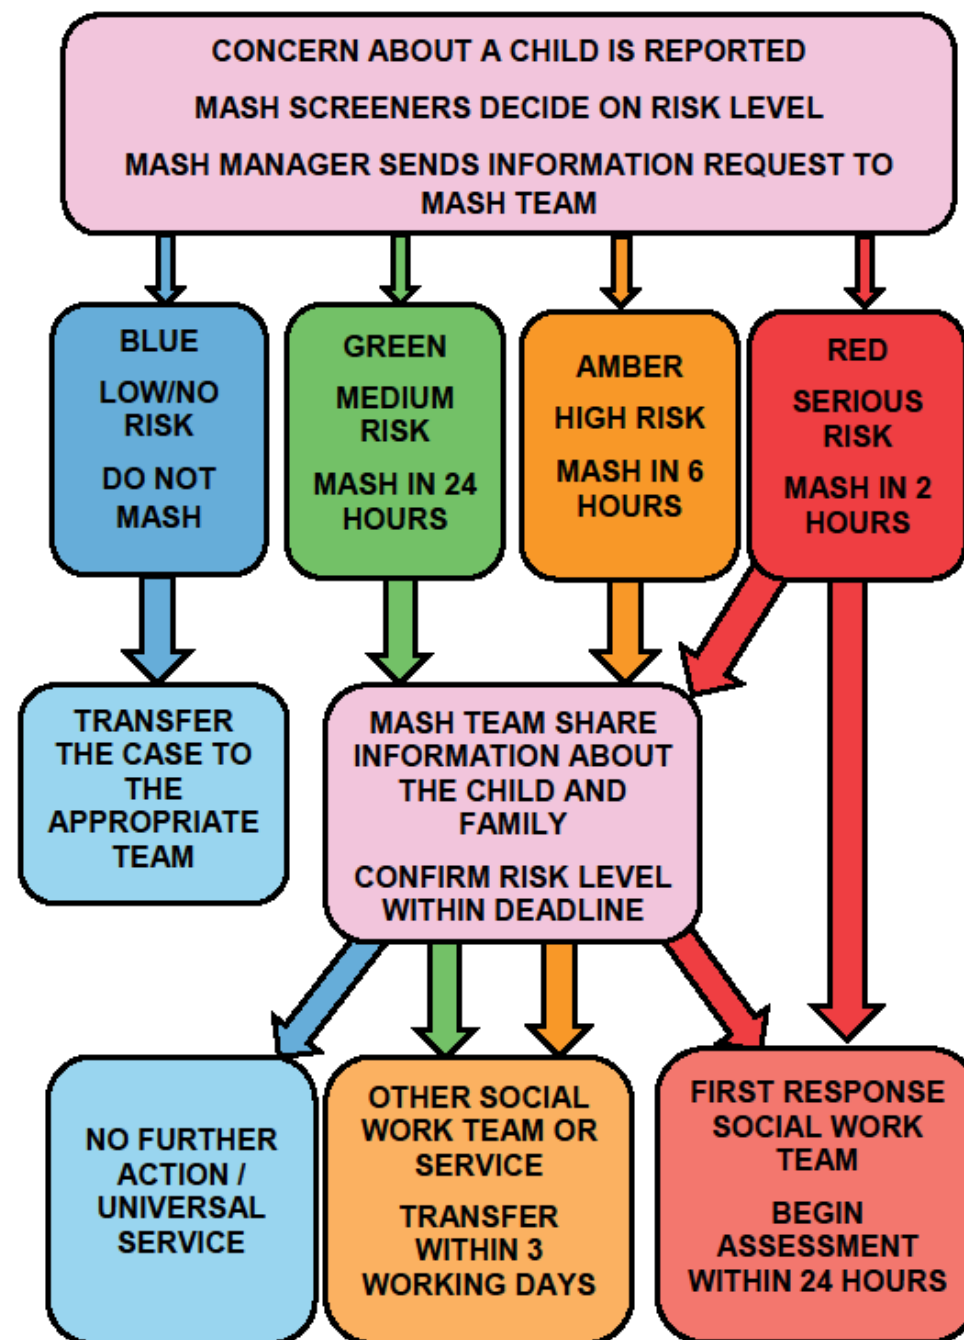 CONCERN ABOUT A CHILD IS REPORTED
MASH SCREENERS DECIDE ON RISK LEVEL
MASH MANAGER SENDS INFORMATION REQUEST TO
MASH TEAM
BLUE
LOW/NO
RISK
DO NOT
MASH
GREEN
MEDIUM
RISK
MASH IN 24
HOURS
AMBER
HIGH RISK
MASH IN 6
HOURS
RED
SERIOUS
RISK
MASH IN 2
HOURS
TRANSFER
THE CASE TO
THE
APPROPRIATE
TEAM
MASH TEAM SHARE
INFORMATION ABOUT
THE CHILD AND
FAMILY
CONFIRM RISK LEVEL
WITHIN DEADLINE
NO FURTHER
ACTION /
UNIVERSAL
SERVICE
OTHER SOCIAL
WORK TEAM OR
SERVICE
TRANSFER
WITHIN 3
WORKING DAYS
FIRST RESPONSE
SOCIAL WORK
TEAM
BEGIN
ASSESSMENT
WITHIN 24 HOURS